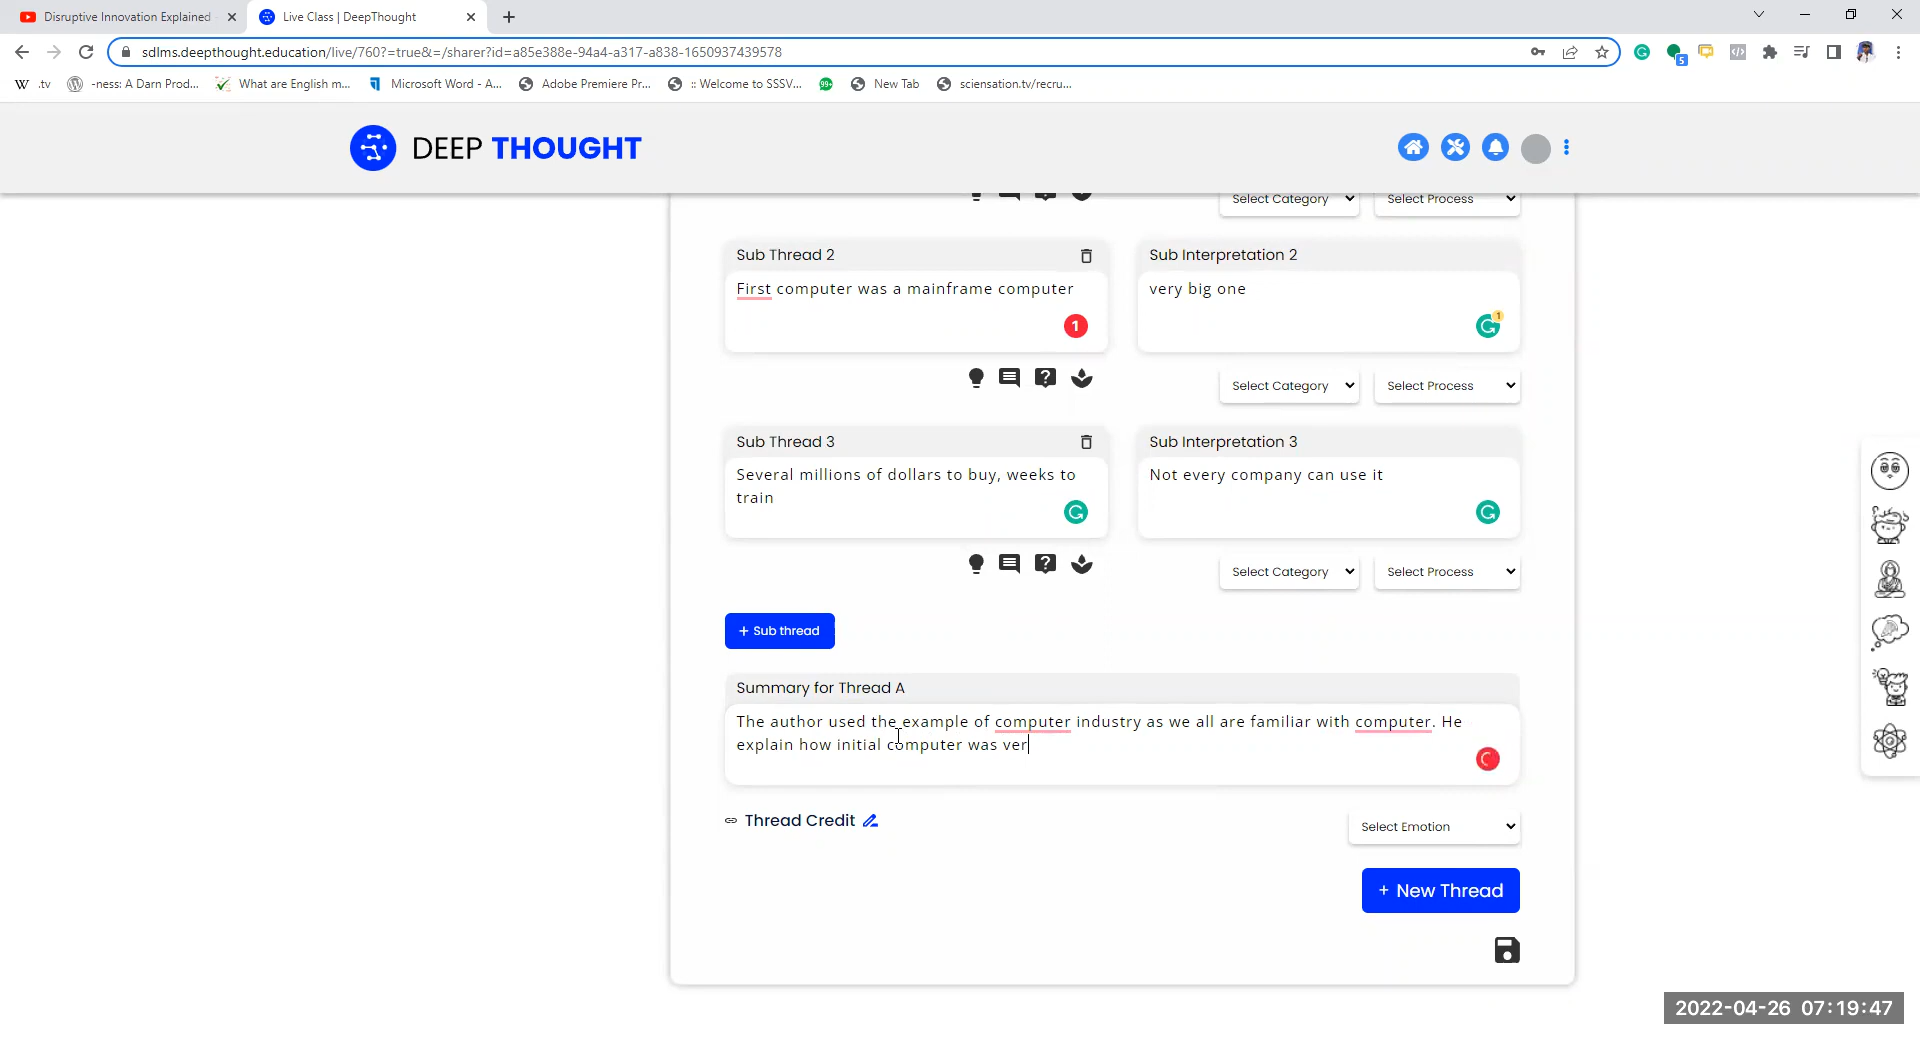 Disruptive Innovation Explained
Live Class | DeepThought
sdlms.deepthought.education/live/760?=true&=/sharer?id=a85e388e-94a4-a317-a838-1650937439578
5
W .tv
-ness: A Darn Prod...
What are English m...
Microsoft Word - A...
Adobe Premiere Pr...
:: Welcome to SSSV...
99+
New Tab
sciensation.tv/recru...
DEEP THOUGHT
Select Category
Select Process
Sub Thread 2
Sub Interpretation 2
First computer was a mainframe computer
very big one
1
1
Select Category
Select Process
Sub Thread 3
Sub Interpretation 3
Several millions of dollars to buy, weeks to
train
Not every company can use it
Select Category
Select Process
+ Sub thread
Summary for Thread A
The author used the example of computer industry as we all are familiar with computer. He
explain how initial computer was ver
Thread Credit
Select Emotion
+ New Thread
2022-04-26 07:19:47